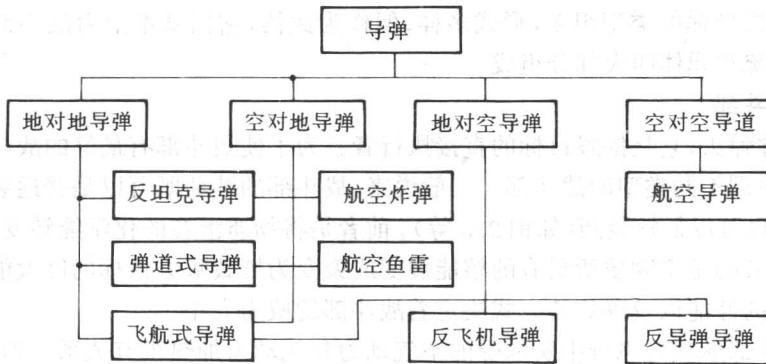 导弹
地对地导弹 空对地导弹 地对空导弹 空对空导道
反坦克导弹 航空炸弹 航空导弹
弹道式导弹 航空鱼雷
飞航式导弹 反飞机导弹 反导弹导弹